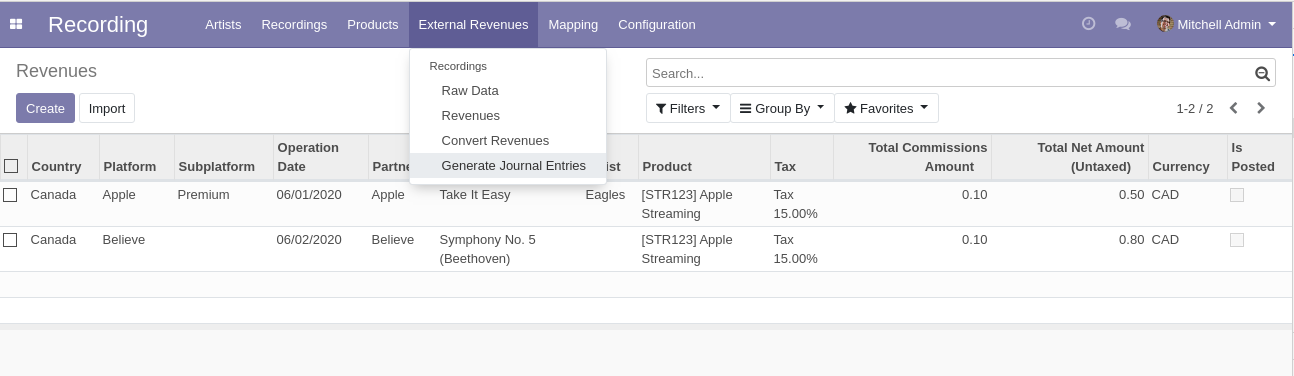 Recording
Artists Recordings Products External Revenues Mapping Configuration Mitchell Admin
Revenues
Recordings
Raw Data
Revenues
Convert Revenues
Generate Journal Entries
Search...
Create Import
Filters Group By Favorites 1-2 / 2
Country Platform Subplatform Operation Date Product Tax Total Commissions Amount Total Net Amount (Untaxed) Currency Is Posted
Canada Apple Premium 06/01/2020 Apple Take It Easy Eagles [STR123] Apple Streaming Tax 15.00% 0.10 0.50 CAD
Canada Believe 06/02/2020 Believe Symphony No. 5 (Beethoven) [STR123] Apple Streaming Tax 15.00% 0.10 0.80 CAD